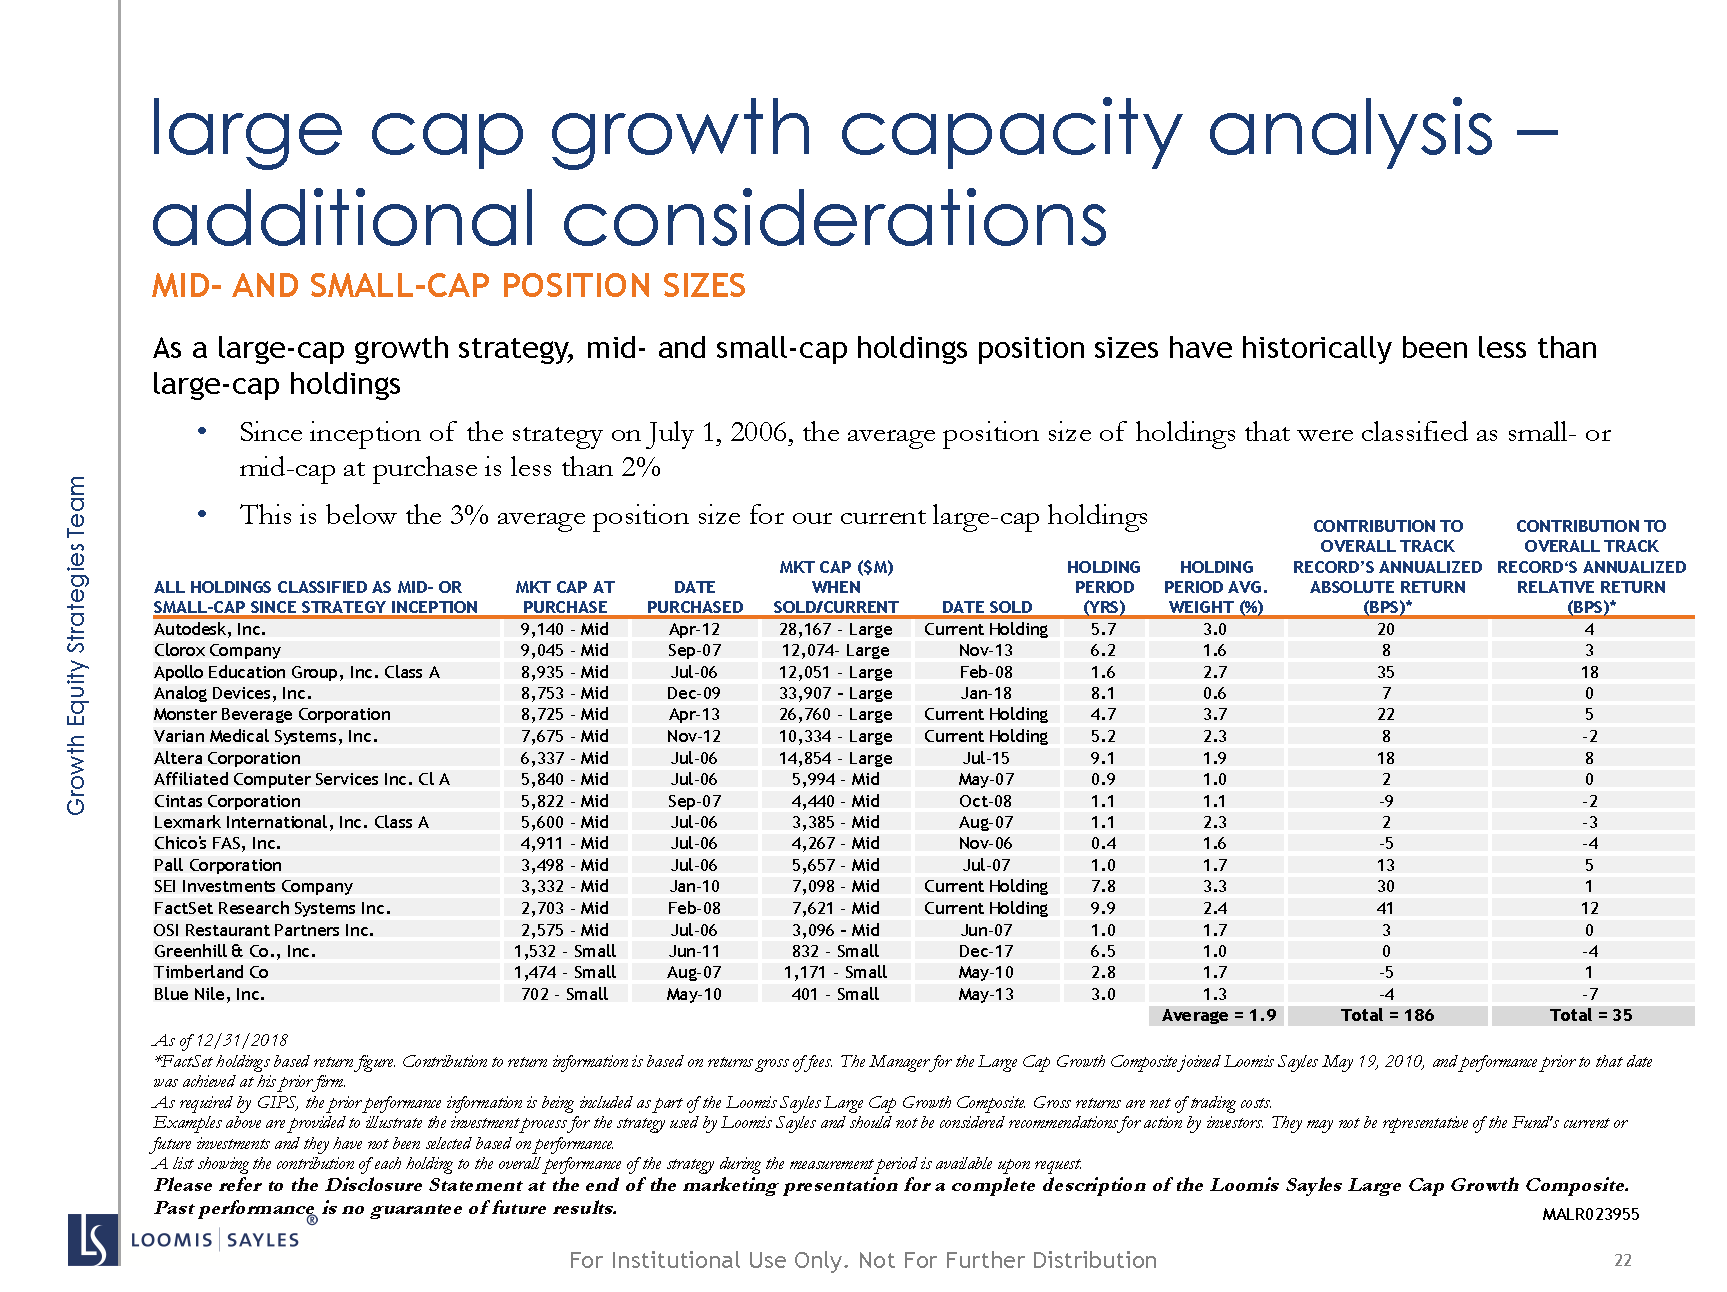 large cap growth capacity analysis –
additional considerations
MID- AND SMALL-CAP POSITION SIZES
As a large-cap growth strategy, mid- and small-cap holdings position sizes have historically been less than
large-cap holdings
• Since inception of the strategy on July 1, 2006, the average position size of holdings that were classified as small- or
mid-cap at purchase is less than 2%
• This is below the 3% average position size for our current large-cap holdings
Growth Equity Strategies Team
CONTRIBUTION TO CONTRIBUTION TO
OVERALL TRACK OVERALL TRACK
MKT CAP ($M) HOLDING HOLDING RECORD’S ANNUALIZED RECORD‘S ANNUALIZED
ALL HOLDINGS CLASSIFIED AS MID- OR MKT CAP AT DATE WHEN PERIOD PERIOD AVG. ABSOLUTE RETURN RELATIVE RETURN
SMALL-CAP SINCE STRATEGY INCEPTION PURCHASE PURCHASED SOLD/CURRENT DATE SOLD (YRS) WEIGHT (%) (BPS)* (BPS)*
Autodesk, Inc. 9,140 - Mid Apr-12 28,167 - Large Current Holding 5.7 3.0 20 4
Clorox Company 9,045 - Mid Sep-07 12,074- Large Nov-13 6.2 1.6 8 3
Apollo Education Group, Inc. Class A 8,935 - Mid Jul-06 12,051 - Large Feb-08 1.6 2.7 35 18
Analog Devices, Inc. 8,753 - Mid Dec-09 33,907 - Large Jan-18 8.1 0.6 7 0
Monster Beverage Corporation 8,725 - Mid Apr-13 26,760 - Large Current Holding 4.7 3.7 22 5
Varian Medical Systems, Inc. 7,675 - Mid Nov-12 10,334 - Large Current Holding 5.2 2.3 8 -2
Altera Corporation 6,337 - Mid Jul-06 14,854 - Large Jul-15 9.1 1.9 18 8
Affiliated Computer Services Inc. Cl A 5,840 - Mid Jul-06 5,994 - Mid May-07 0.9 1.0 2 0
Cintas Corporation 5,822 - Mid Sep-07 4,440 - Mid Oct-08 1.1 1.1 -9 -2
Lexmark International, Inc. Class A 5,600 - Mid Jul-06 3,385 - Mid Aug-07 1.1 2.3 2 -3
Chico's FAS, Inc. 4,911 - Mid Jul-06 4,267 - Mid Nov-06 0.4 1.6 -5 -4
Pall Corporation 3,498 - Mid Jul-06 5,657 - Mid Jul-07 1.0 1.7 13 5
SEI Investments Company 3,332 - Mid Jan-10 7,098 - Mid Current Holding 7.8 3.3 30 1
FactSet Research Systems Inc. 2,703 - Mid Feb-08 7,621 - Mid Current Holding 9.9 2.4 41 12
OSI Restaurant Partners Inc. 2,575 - Mid Jul-06 3,096 - Mid Jun-07 1.0 1.7 3 0
Greenhill & Co., Inc. 1,532 - Small Jun-11 832 - Small Dec-17 6.5 1.0 0 -4
Timberland Co 1,474 - Small Aug-07 1,171 - Small May-10 2.8 1.7 -5 1
Blue Nile, Inc. 702 - Small May-10 401 - Small May-13 3.0 1.3 -4 -7
Average = 1.9 Total = 186 Total = 35
As of 12/31/2018
*FactSet holdings based return figure. Contribution to return information is based on returns gross of fees. The Manager for the Large Cap Growth Composite joined Loomis Sayles May 19, 2010, and performance prior to that date
was achieved at his prior firm.
As required by GIPS, the prior performance information is being included as part of the Loomis Sayles Large Cap Growth Composite. Gross returns are net of trading costs.
Examples above are provided to illustrate the investment process for the strategy used by Loomis Sayles and should not be considered recommendations for action by investors. They may not be representative of the Fund's current or
future investments and they have not been selected based on performance.
A list showing the contribution of each holding to the overall performance of the strategy during the measurement period is available upon request.
Please refer to the Disclosure Statement at the end of the marketing presentation for a complete description of the Loomis Sayles Large Cap Growth Composite.
Past performance is no guarantee of future results.
MALR023955
LS LOOMIS | SAYLES ®
For Institutional Use Only. Not For Further Distribution
22